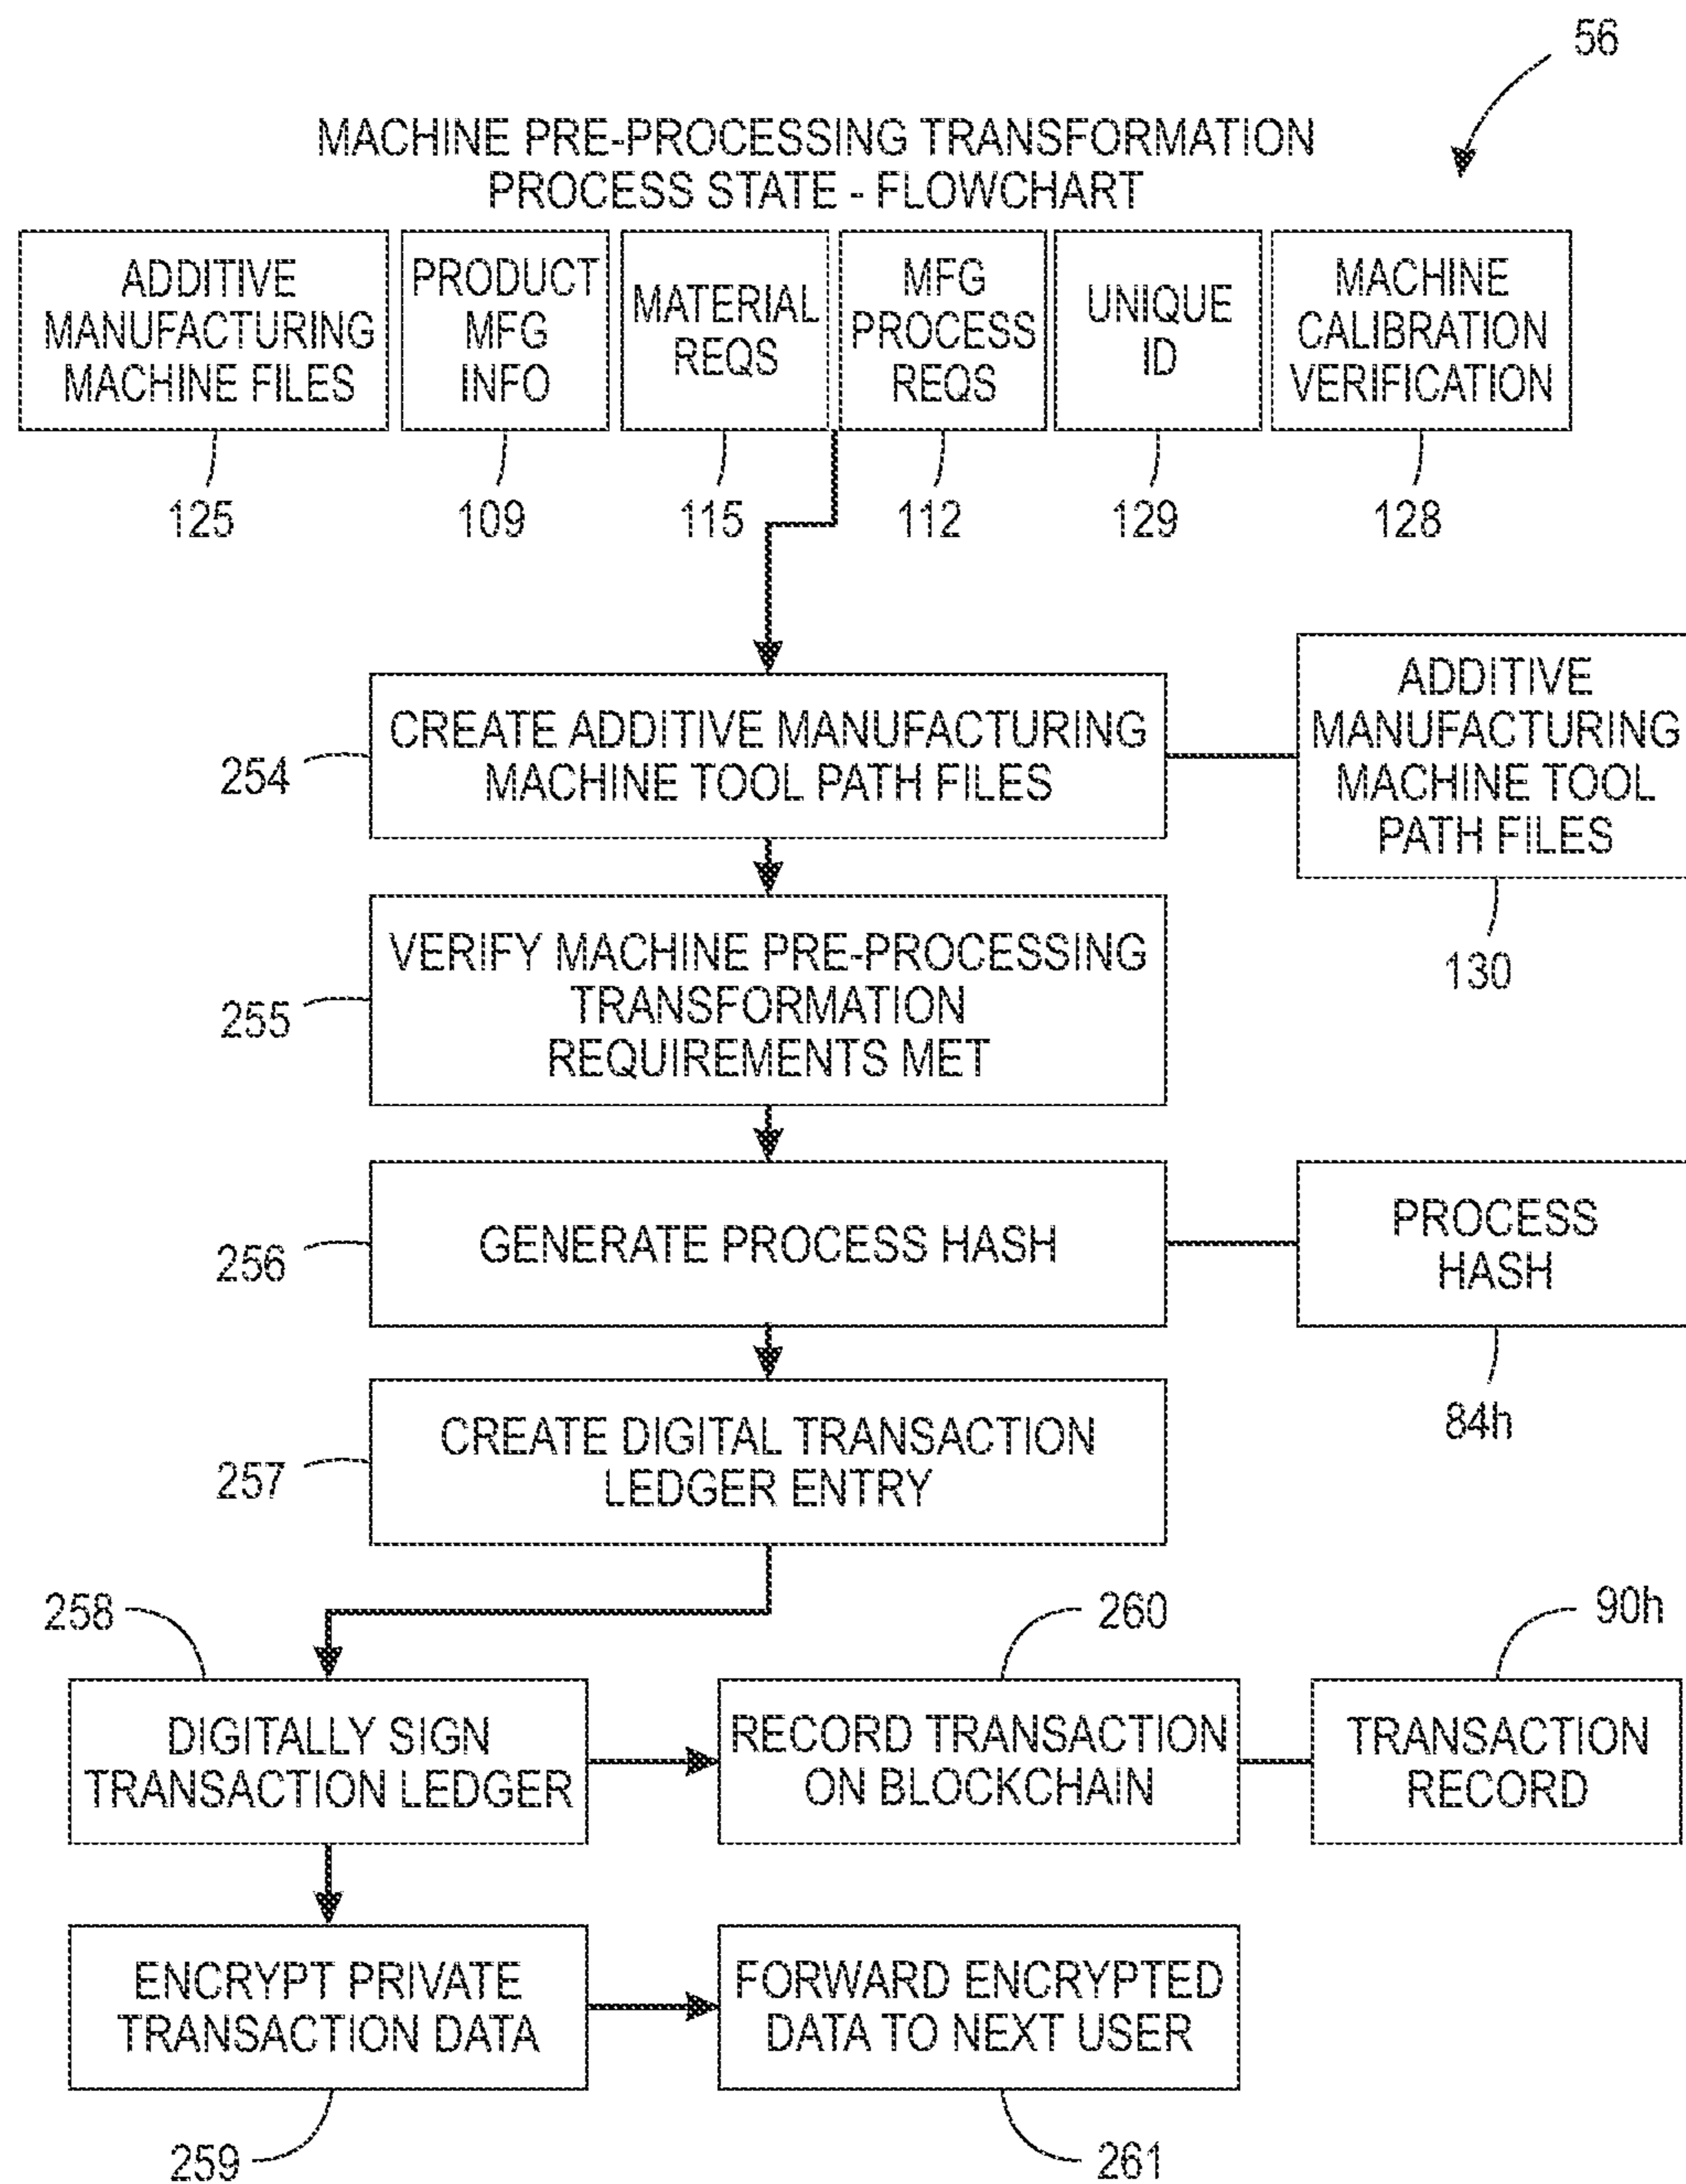 56
MACHINE PRE-PROCESSING TRANSFORMATION
PROCESS STATE - FLOWCHART
ADDITIVE
MANUFACTURING
MACHINE FILES
PRODUCT
MFG
INFO
MATERIAL
REQS
MFG
PROCESS
REQS
UNIQUE
ID
MACHINE
CALIBRATION
VERIFICATION
125
109
115
112
129
128
254
CREATE ADDITIVE MANUFACTURING
MACHINE TOOL PATH FILES
ADDITIVE
MANUFACTURING
MACHINE TOOL
PATH FILES
130
255
VERIFY MACHINE PRE-PROCESSING
TRANSFORMATION
REQUIREMENTS MET
256
GENERATE PROCESS HASH
PROCESS
HASH
84h
257
CREATE DIGITAL TRANSACTION
LEDGER ENTRY
258
260
90h
DIGITALLY SIGN
TRANSACTION LEDGER
RECORD TRANSACTION
ON BLOCKCHAIN
TRANSACTION
RECORD
ENCRYPT PRIVATE
TRANSACTION DATA
FORWARD ENCRYPTED
DATA TO NEXT USER
259
261